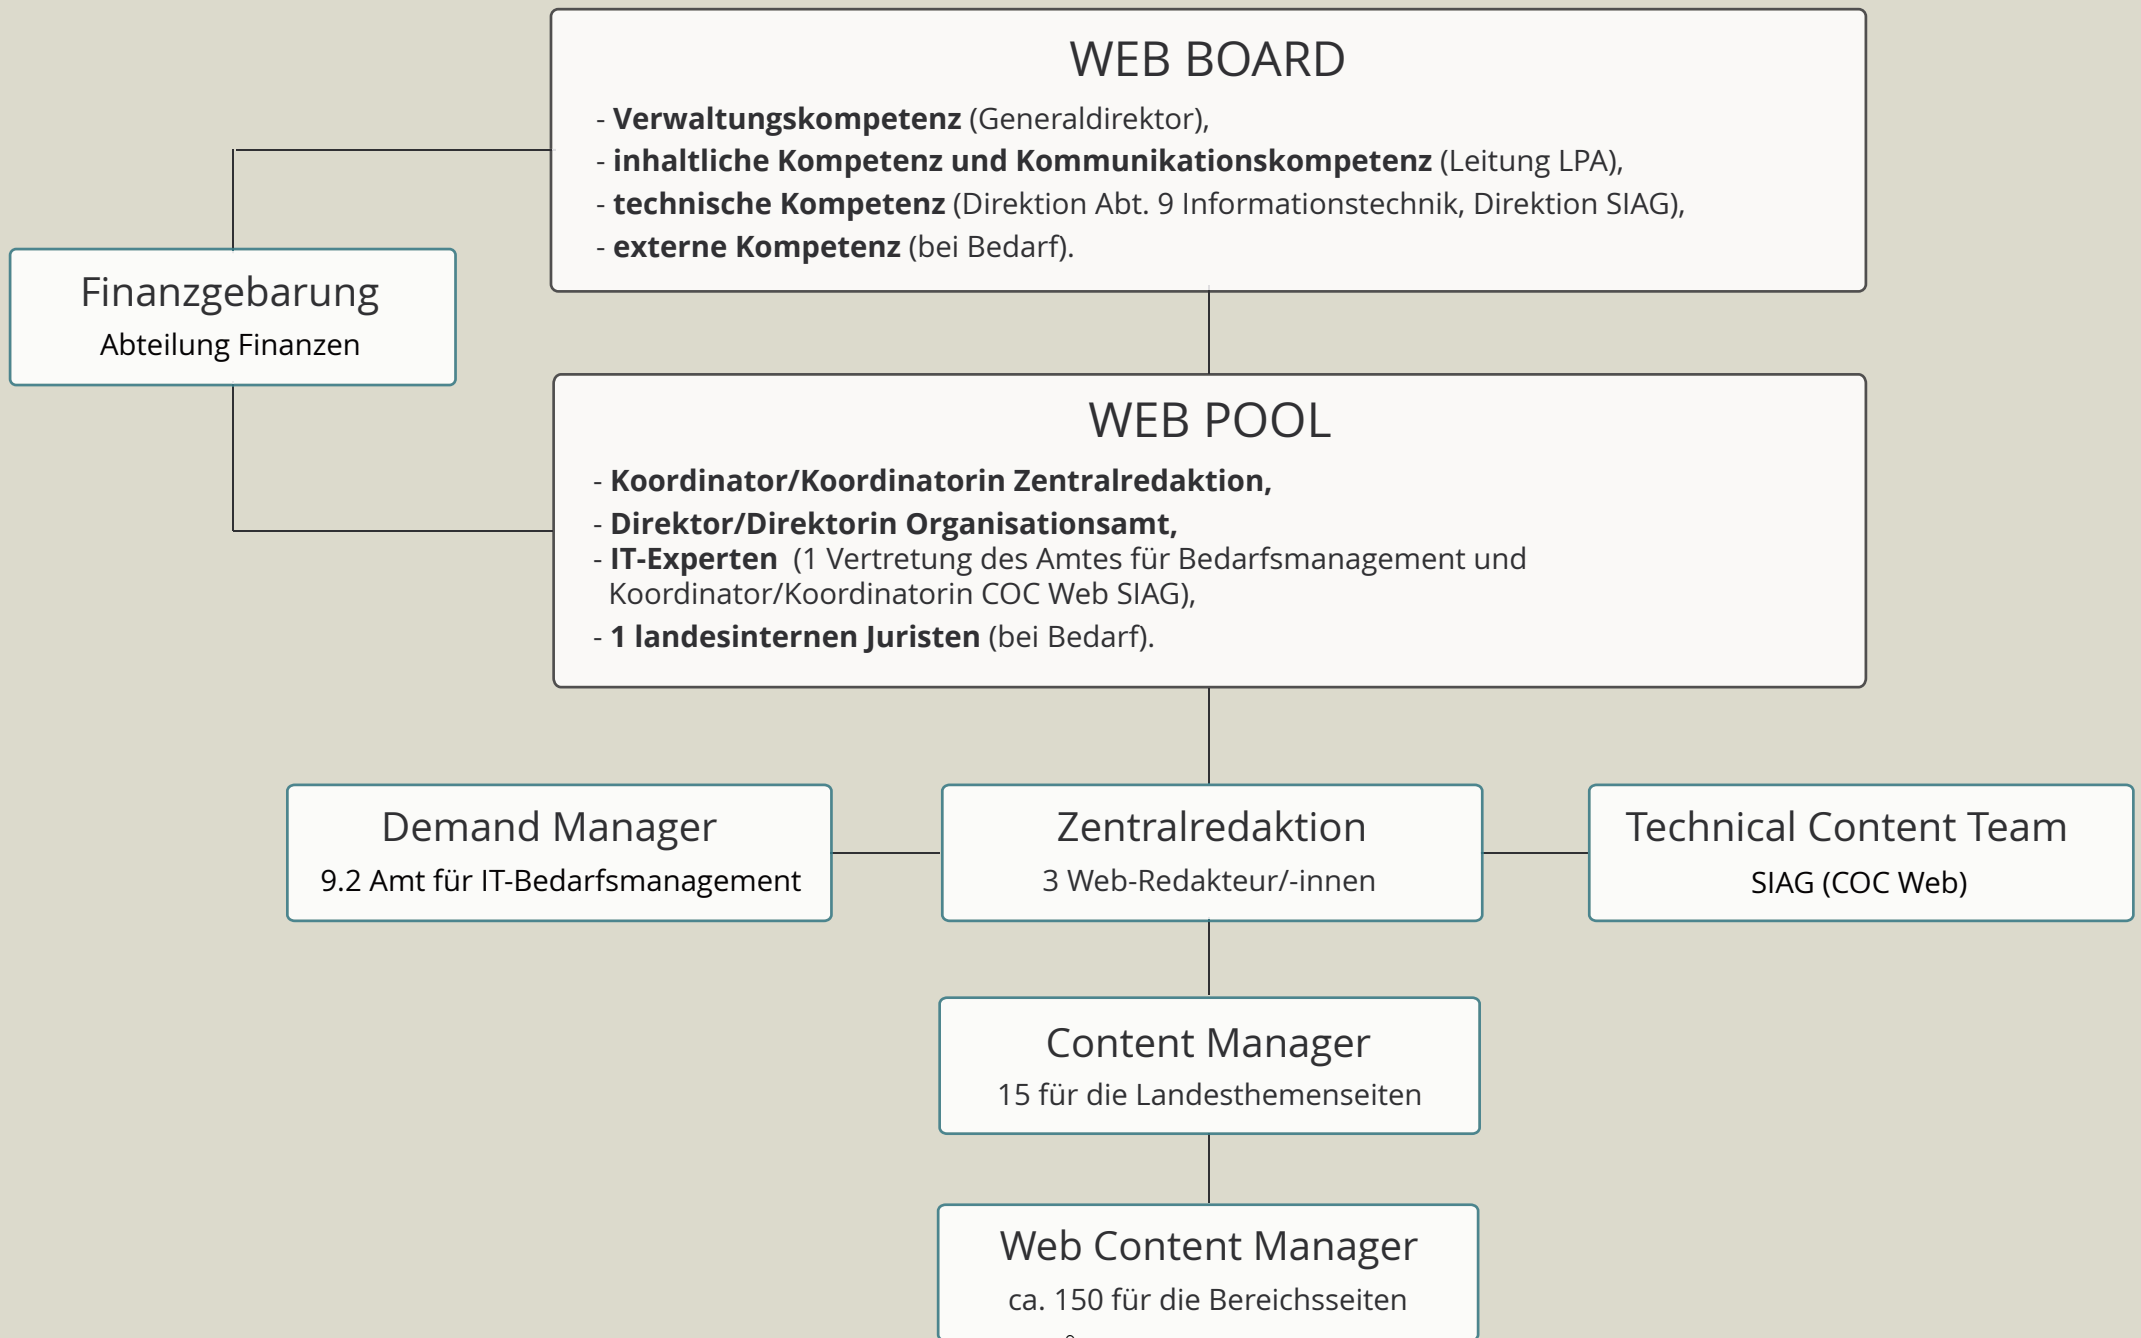 WEB BOARD
- Verwaltungskompetenz (Generaldirektor),
- inhaltliche Kompetenz und Kommunikationskompetenz (Leitung LPA),
- technische Kompetenz (Direktion Abt. 9 Informationstechnik, Direktion SIAG),
- externe Kompetenz (bei Bedarf).
Finanzgebarung
Abteilung Finanzen
WEB POOL
- Koordinator/Koordinatorin Zentralredaktion,
- Direktor/Direktorin Organisationsamt,
- IT-Experten (1 Vertretung des Amtes für Bedarfsmanagement und
Koordinator/Koordinatorin COC Web SIAG),
- 1 landesinternen Juristen (bei Bedarf).
Demand Manager
9.2 Amt für IT-Bedarfsmanagement
Zentralredaktion
3 Web-Redakteur/-innen
Technical Content Team
SIAG (COC Web)
Content Manager
15 für die Landesthemenseiten
Web Content Manager
ca. 150 für die Bereichsseiten